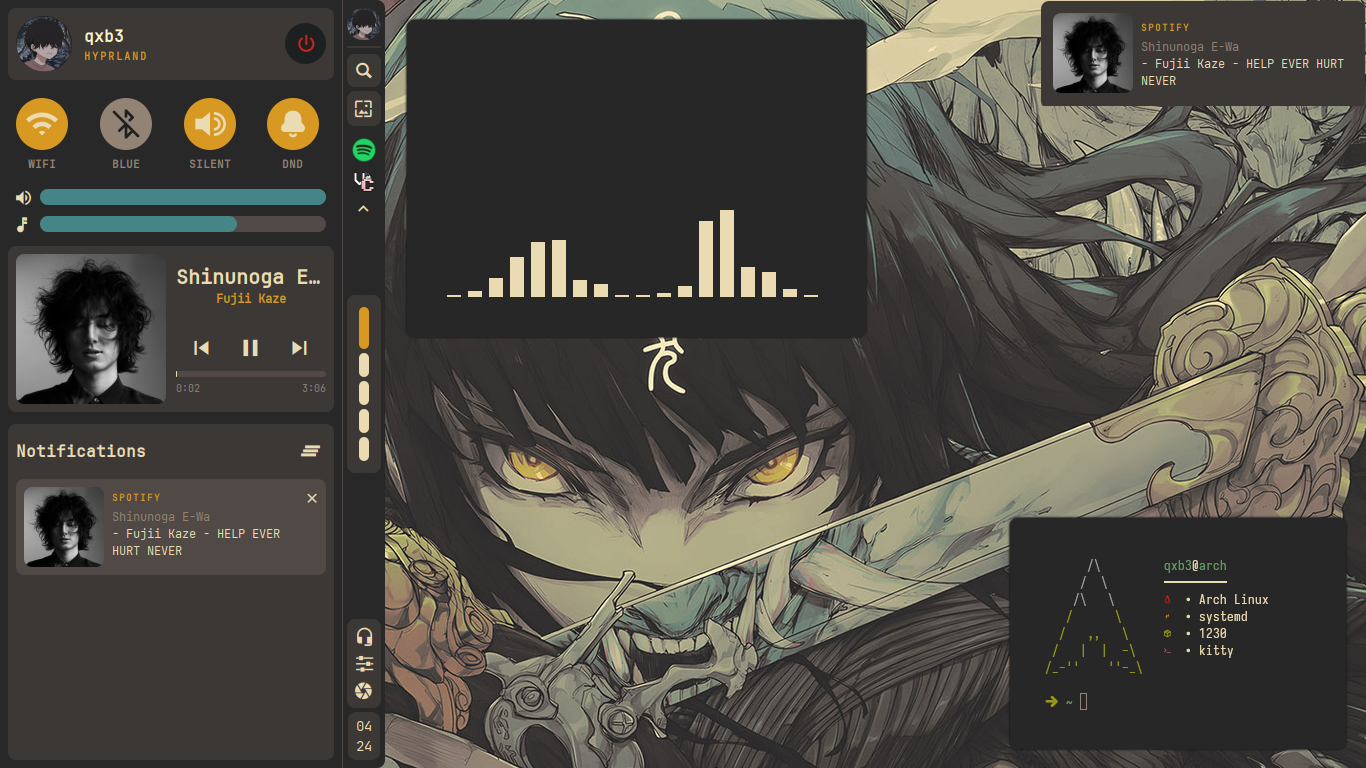 qxb3
HYPRLAND
WIFI
BLUE
SILENT
DND
Shinunoga E…
Fujii Kaze
0:02
3:06
Notifications
SPOTIFY
Shinunoga E-Wa
- Fujii Kaze - HELP EVER
HURT NEVER
04
24
SPOTIFY
Shinunoga E-Wa
- Fujii Kaze - HELP EVER HURT
NEVER
qxb3@arch
• Arch Linux
• systemd
• 1230
• kitty
~